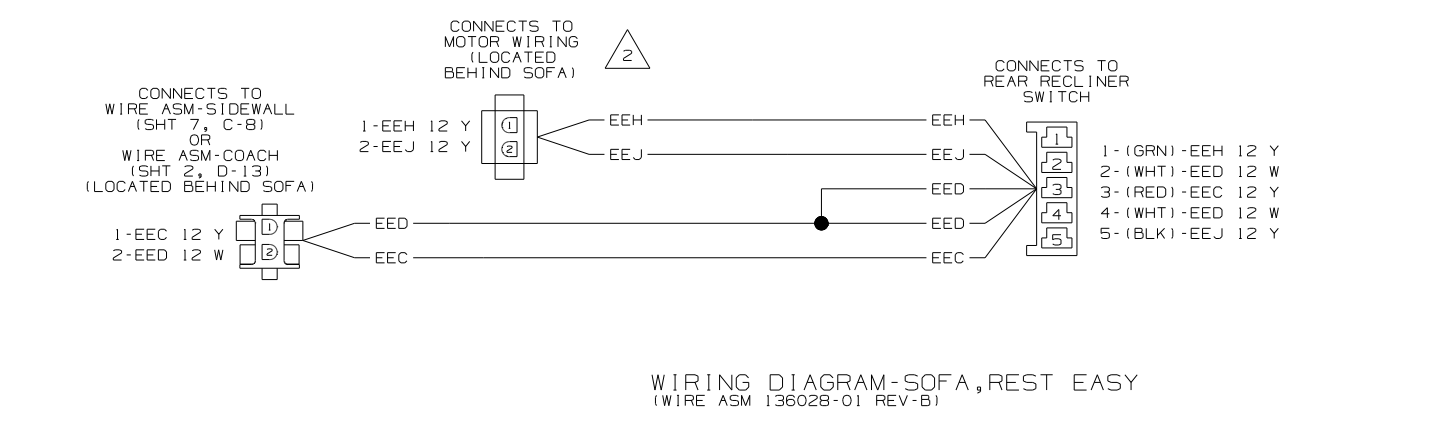 CONNECTS TO
MOTOR WIRING
(LOCATED
BEHIND SOFA)
2
CONNECTS TO
REAR RECLINER
SWITCH
CONNECTS TO
WIRE ASM-SIDEWALL
(SHT 7, C-8)
OR
WIRE ASM-COACH
(SHT 2, D-13)
(LOCATED BEHIND SOFA)
1-EEH 12 Y
2-EEJ 12 Y
1
2
EEH
EEJ
EEH
EEJ
EED
EED
EEC
1
2
3
4
5
1-(GRN)-EEH 12 Y
2-(WHT)-EED 12 W
3-(RED)-EEC 12 Y
4-(WHT)-EED 12 W
5-(BLK)-EEJ 12 Y
1-EEC 12 Y
2-EED 12 W
1
2
EED
EEC
WIRING DIAGRAM-SOFA,REST EASY
(WIRE ASM 136028-01 REV-B)